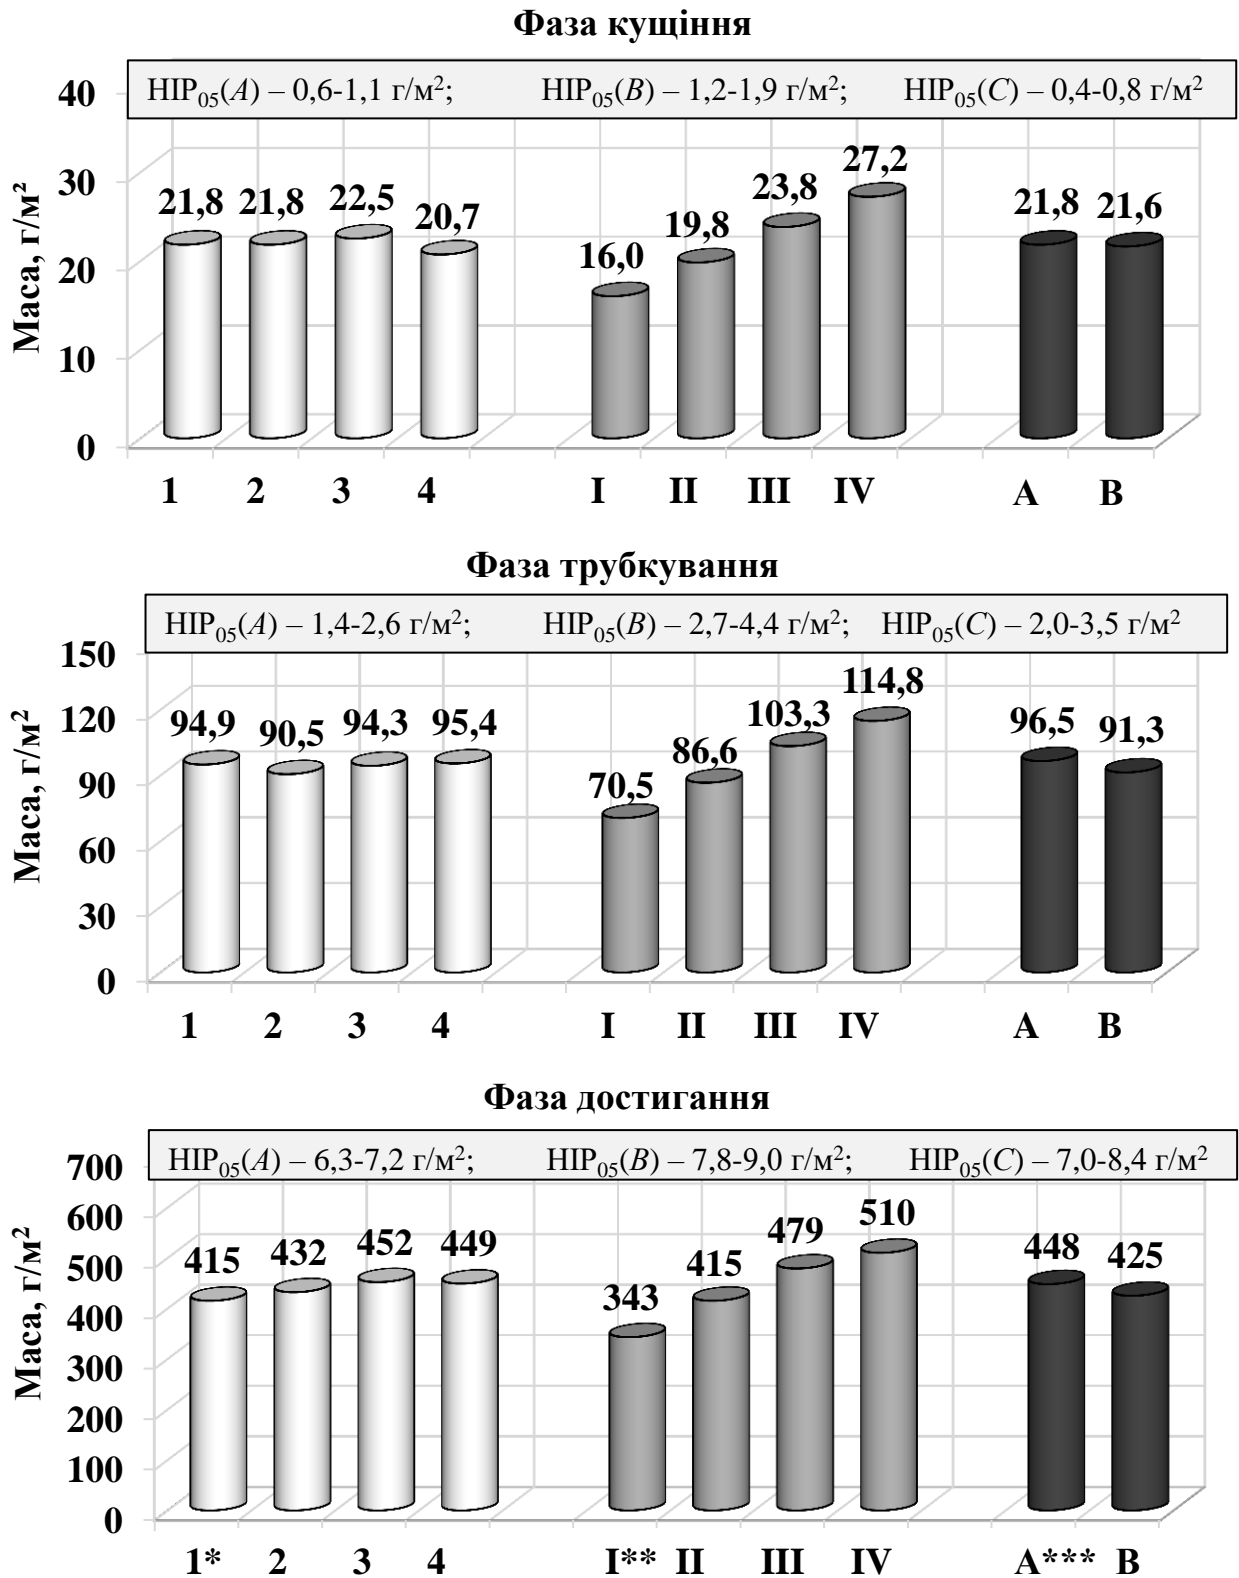 Фаза кущіння
НІР05(A) – 0,6-1,1 г/м²; НІР05(B) – 1,2-1,9 г/м²; НІР05(C) – 0,4-0,8 г/м²
Маса, г/м²
40
30
20
10
0
21,8 21,8 22,5 20,7 16,0 19,8 23,8 27,2 21,8 21,6
1 2 3 4 I II III IV A B
Фаза трубкування
НІР05(A) – 1,4-2,6 г/м²; НІР05(B) – 2,7-4,4 г/м²; НІР05(C) – 2,0-3,5 г/м²
Маса, г/м²
150
120
90
60
30
0
94,9 90,5 94,3 95,4 70,5 86,6 103,3 114,8 96,5 91,3
1 2 3 4 I II III IV A B
Фаза достигання
НІР05(A) – 6,3-7,2 г/м²; НІР05(B) – 7,8-9,0 г/м²; НІР05(C) – 7,0-8,4 г/м²
Маса, г/м²
700
600
500
400
300
200
100
0
415 432 452 449 343 415 479 510 448 425
1* 2 3 4 I** II III IV A*** B